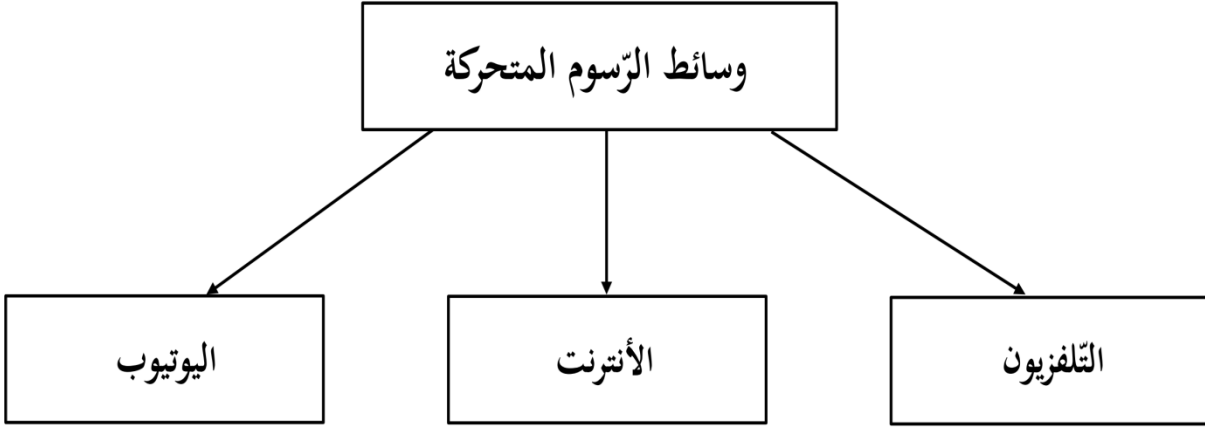 وسائط الرّسوم المتحركة
التّلفزيون
الأنترنت
اليوتيوب